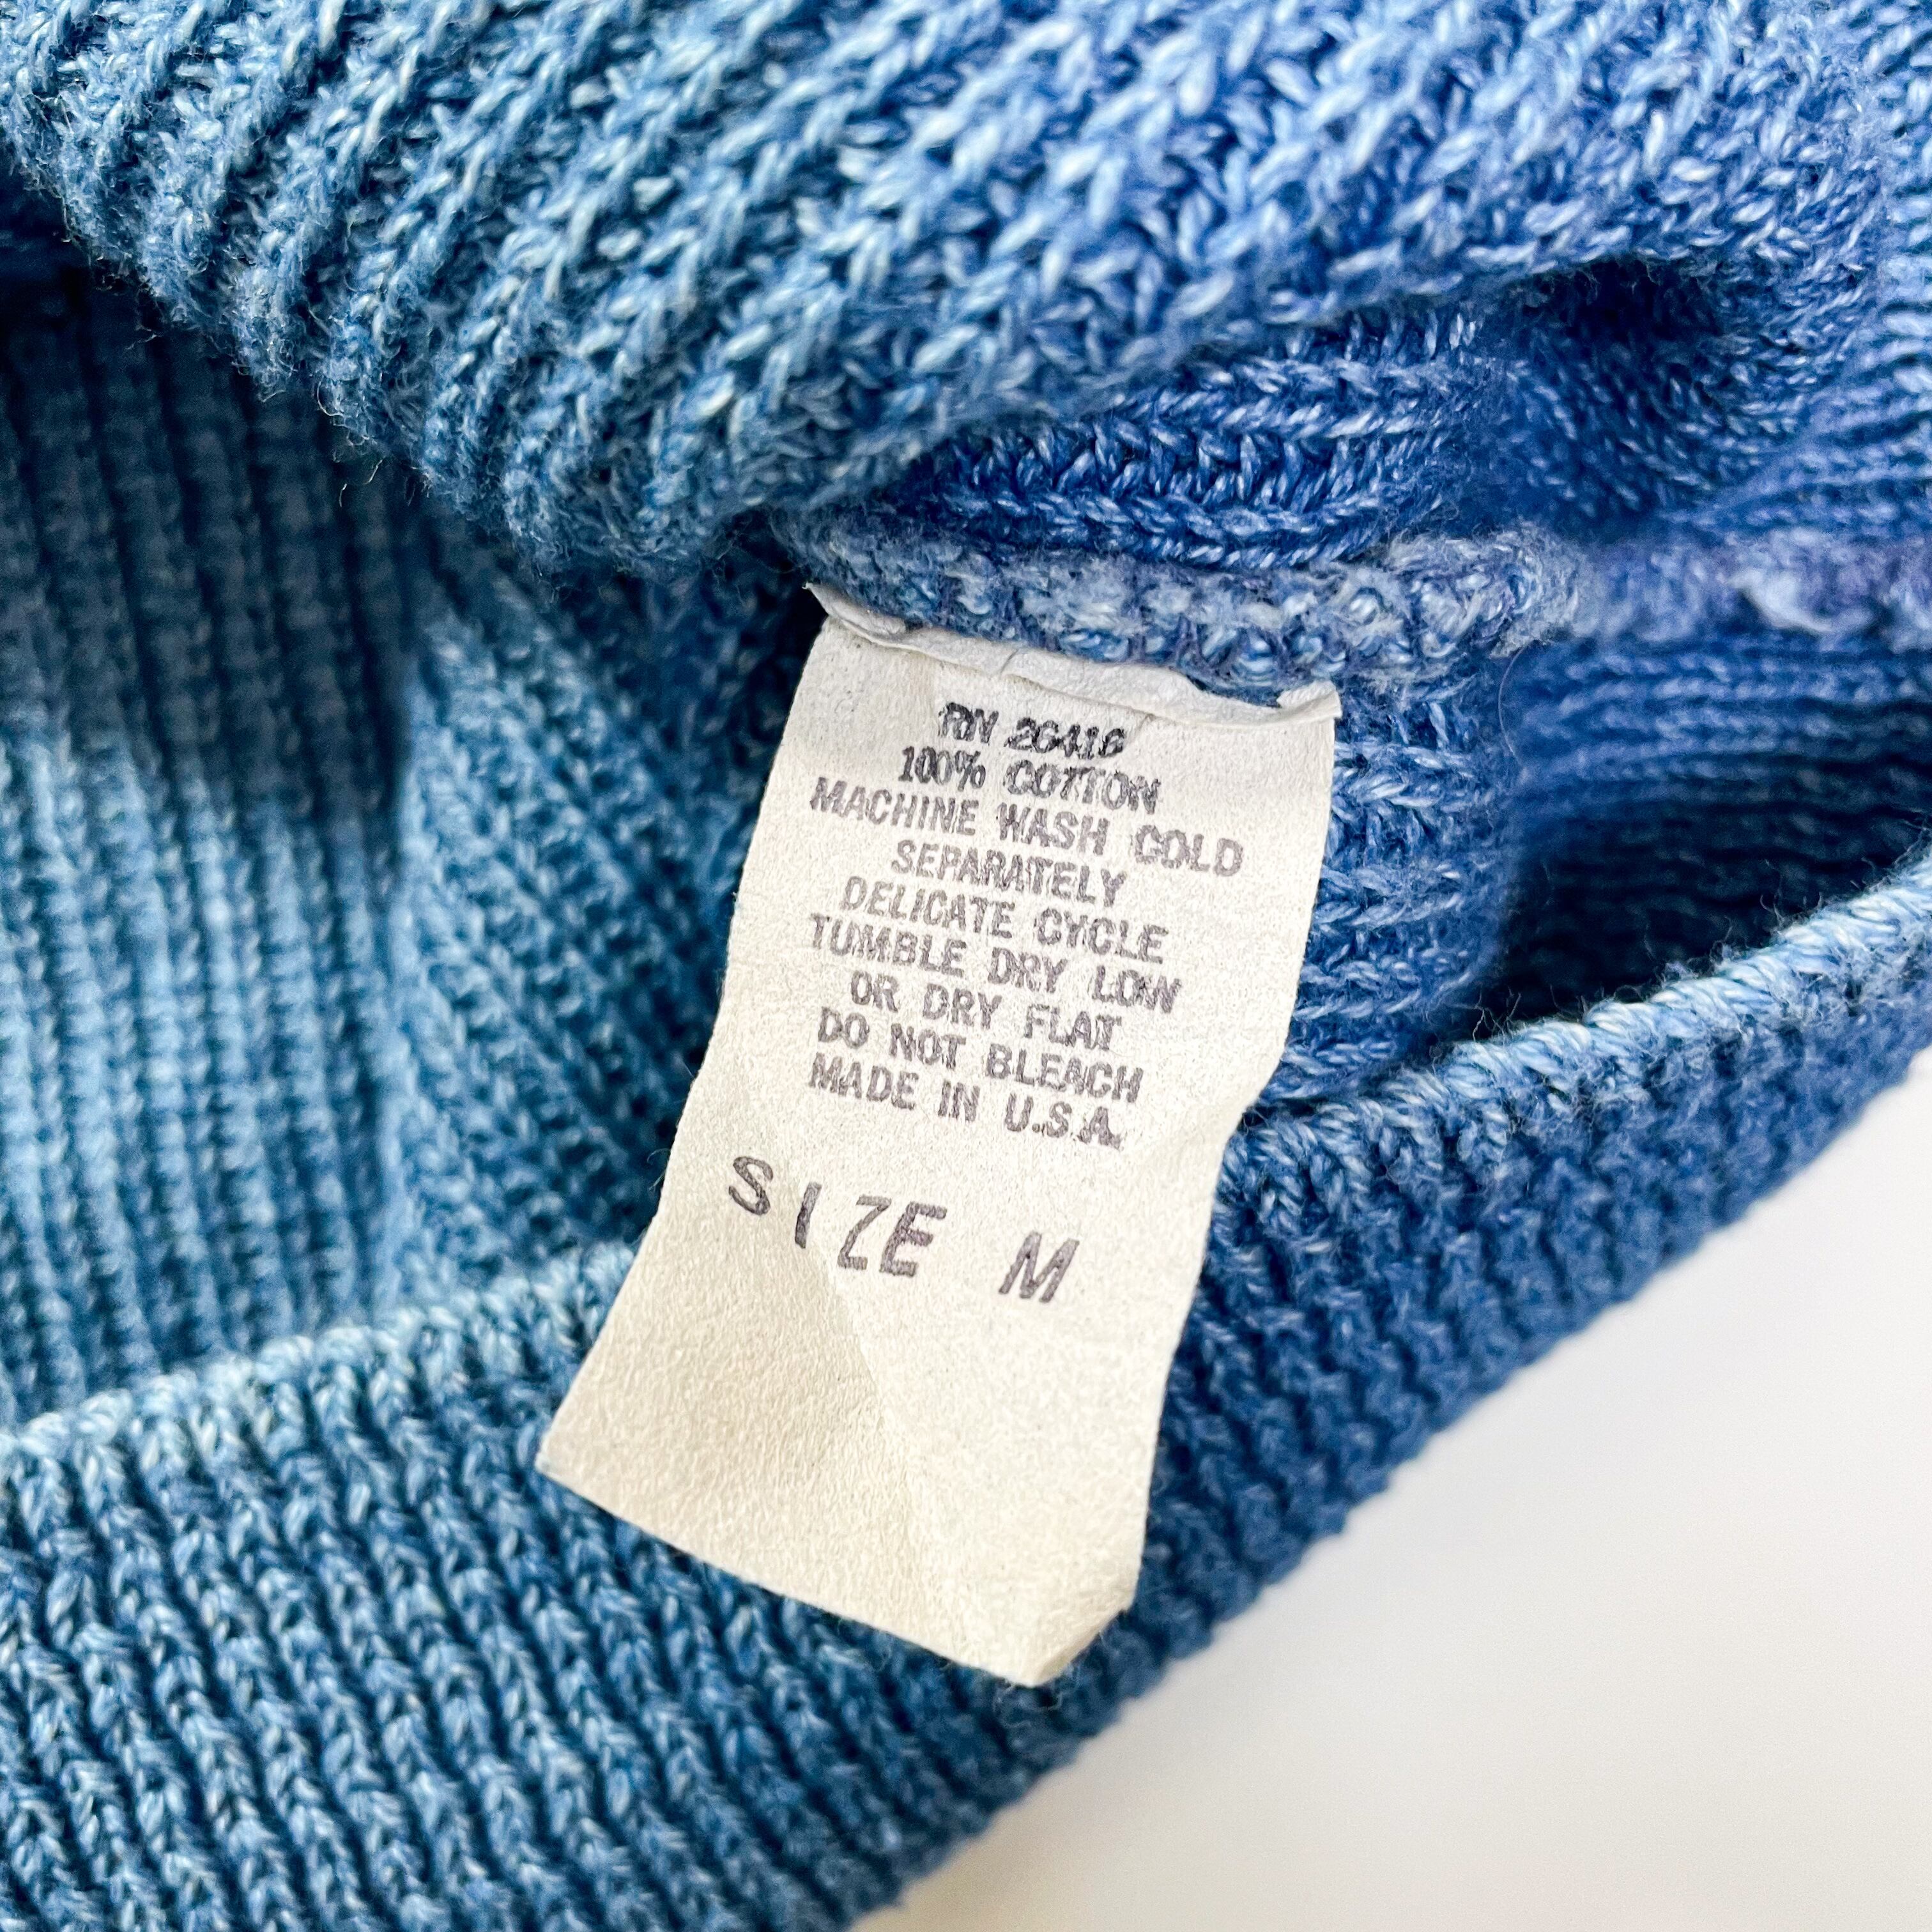 RN 26416
100% COTTON
MACHINE WASH COLD
SEPARATELY
DELICATE CYCLE
TUMBLE DRY LOW
OR DRY FLAT
DO NOT BLEACH
MADE IN U.S.A.
SIZE M